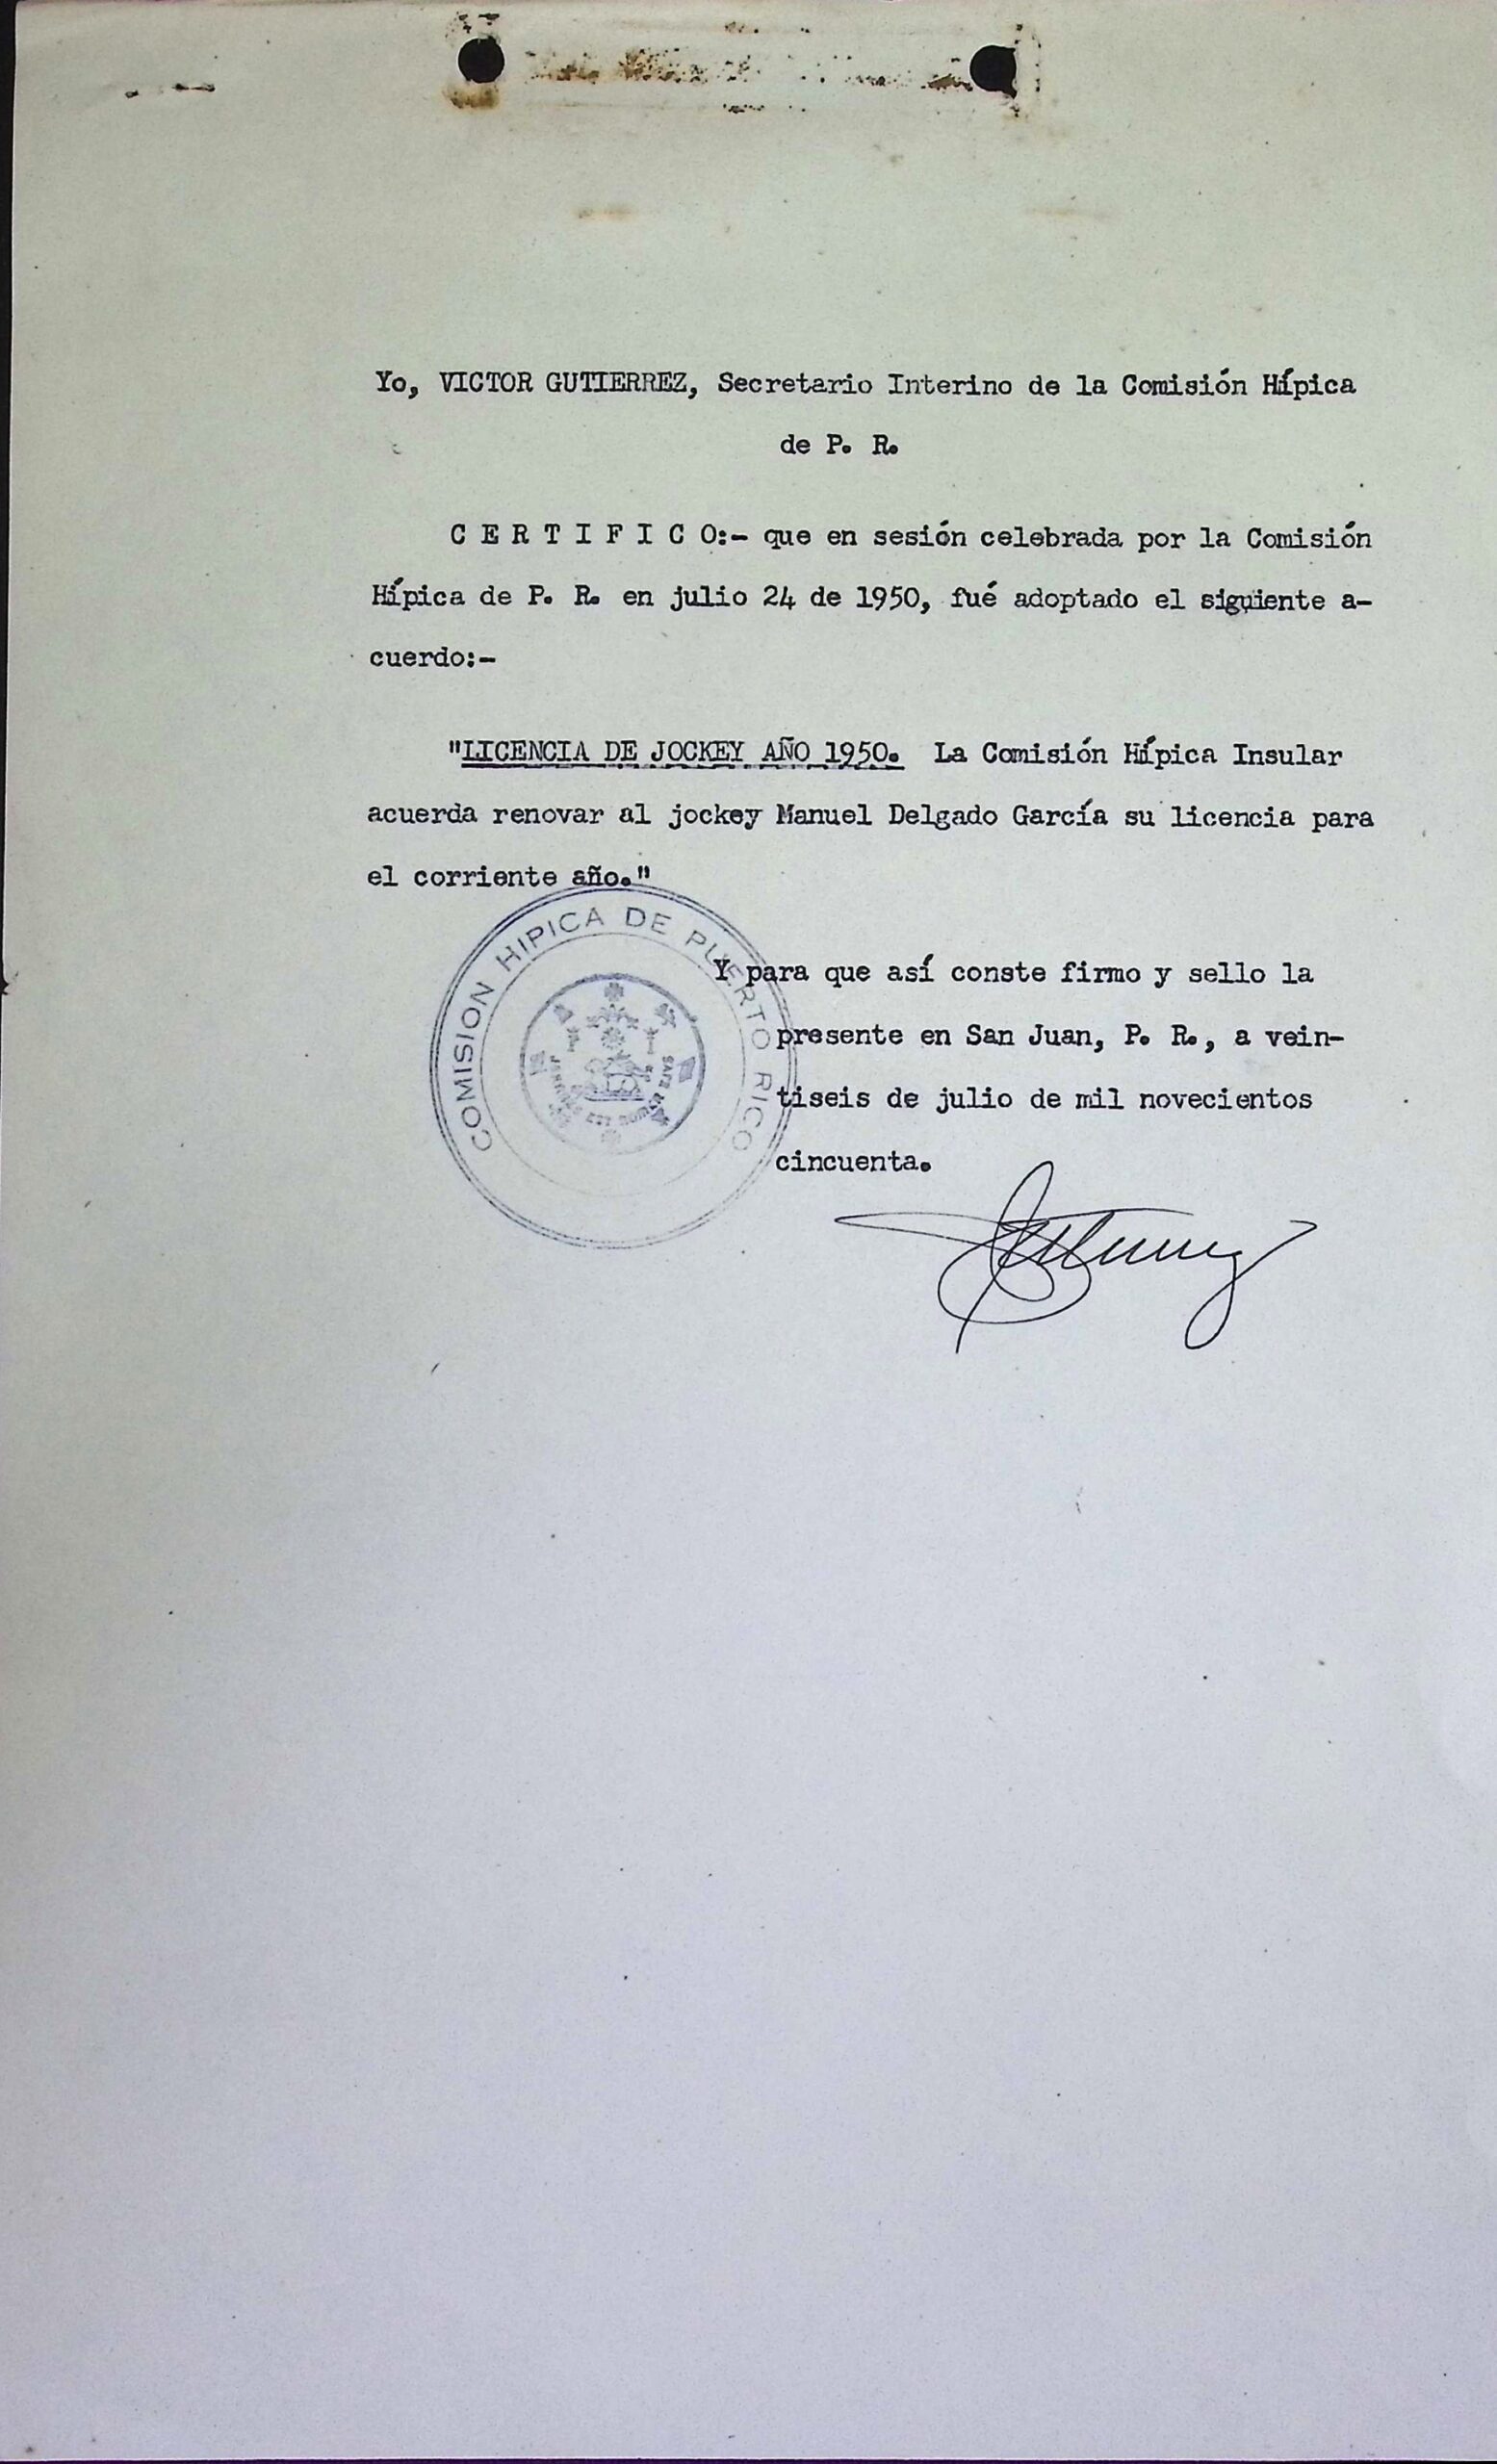 Yo, VICTOR GUTIERREZ, Secretario Interino de la Comisión Hípica
de P. R.
C E R T I F I C O:- que en sesión celebrada por la Comisión
Hípica de P. R. en julio 24 de 1950, fué adoptado el siguiente a-
cuerdo:-
"LICENCIA DE JOCKEY AÑO 1950. La Comisión Hípica Insular
acuerda renovar al jockey Manuel Delgado García su licencia para
el corriente año."
COMISION HIPICA DE PUERTO RICO
Y para que así conste firmo y sello la
presente en San Juan, P. R., a vein-
tiseis de julio de mil novecientos
cincuenta.